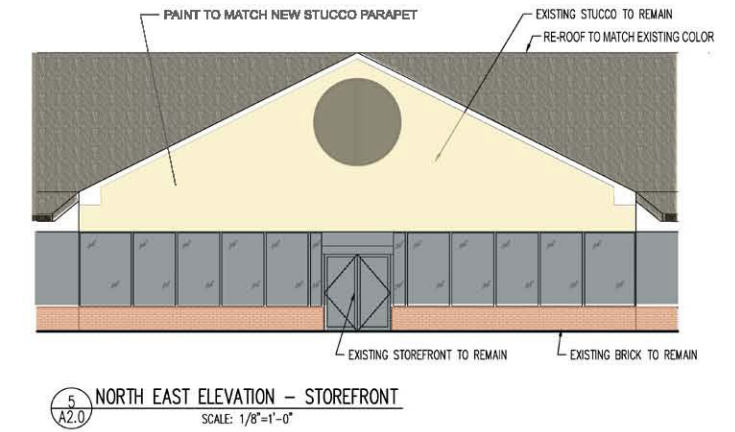 PAINT TO MATCH NEW STUCCO PARAPET
EXISTING STUCCO TO REMAIN
RE-ROOF TO MATCH EXISTING COLOR
EXISTING STOREFRONT TO REMAIN
EXISTING BRICK TO REMAIN
5
A2.0
NORTH EAST ELEVATION – STOREFRONT
SCALE: 1/8"=1'-0"